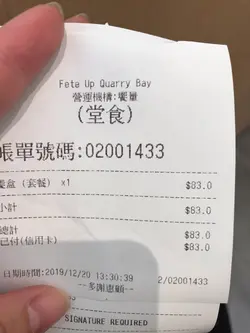 Fete Up Quarry Bay
營運機構:饗量
(堂食)
帳單號碼:02001433
盒 (套餐) x1 $83.0
小計 $83.0
總計 $83.0
已付(信用卡) $83.0
日期時間:2019/12/20 13:30:39 2/02001433
--多謝惠顧--
SIGNATURE REQUIRED